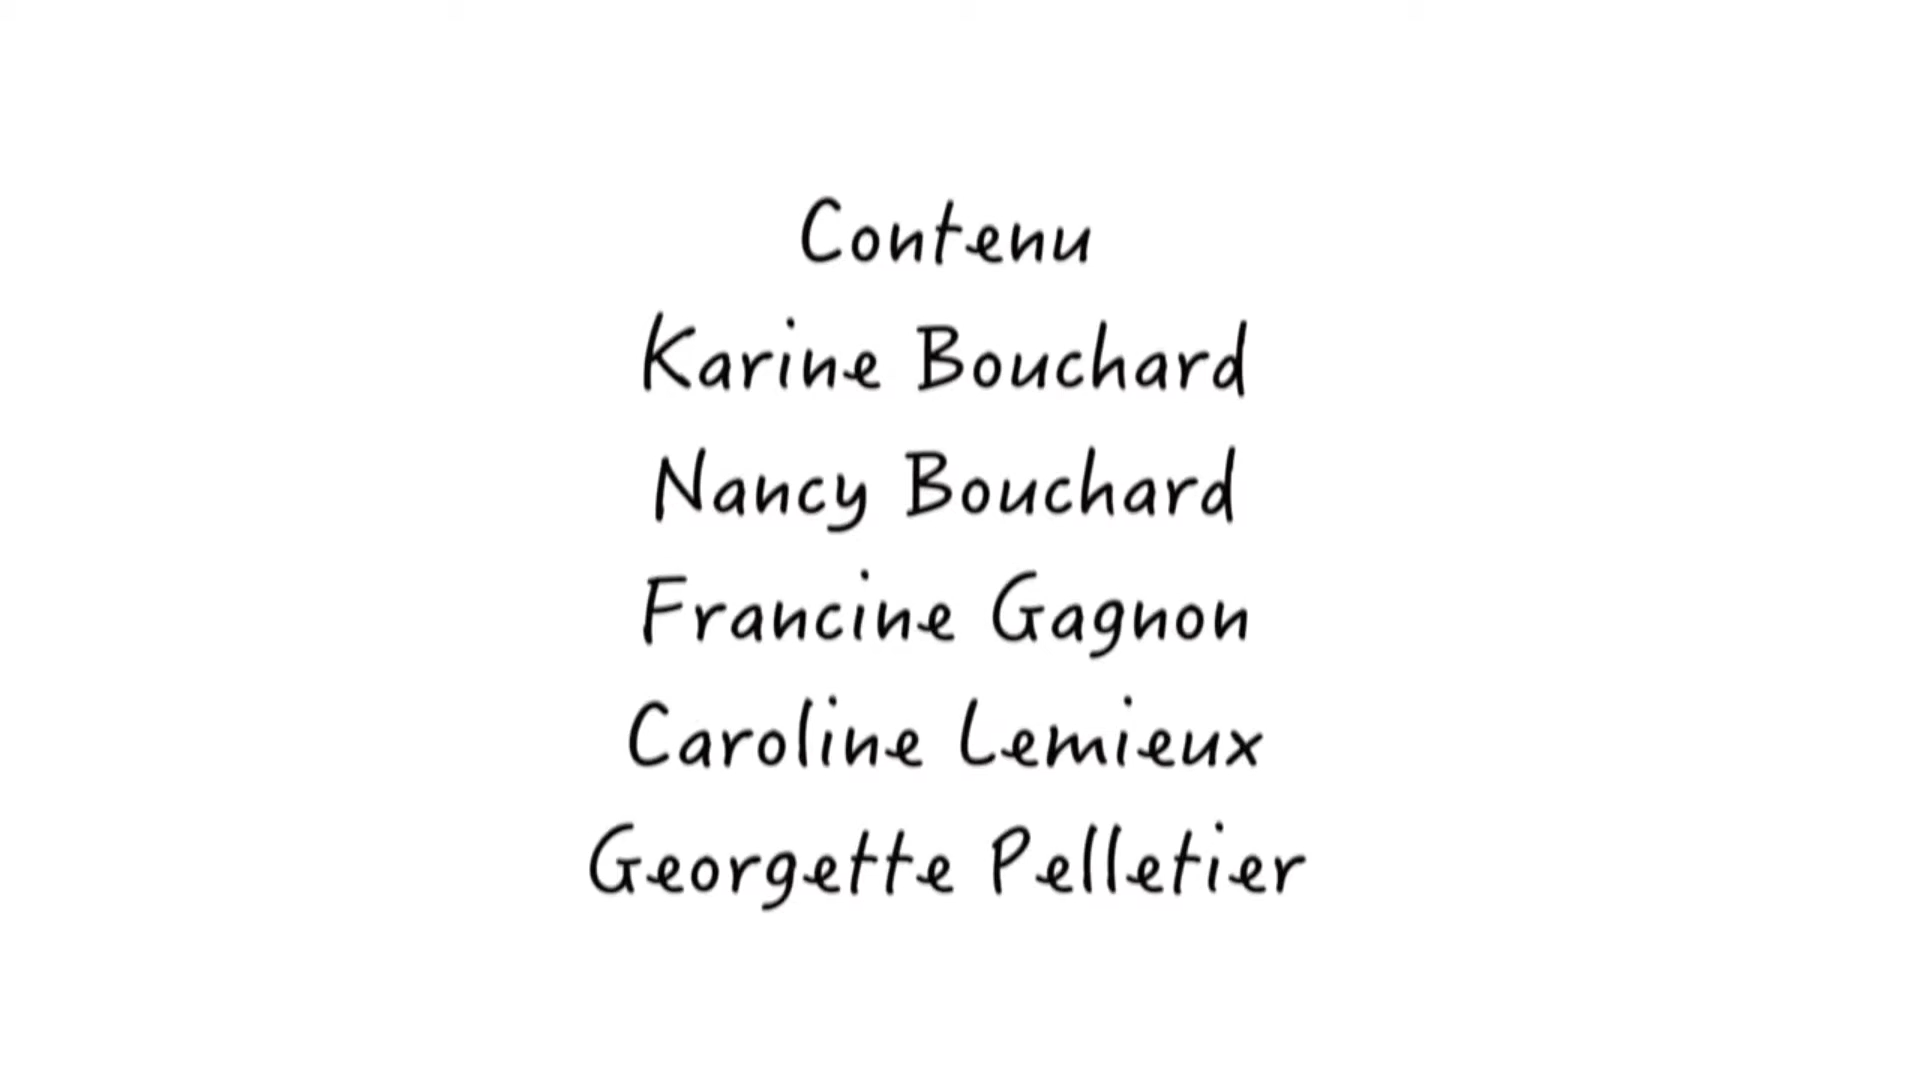 Contenu
Karine Bouchard
Nancy Bouchard
Francine Gagnon
Caroline Lemieux
Georgette Pelletier